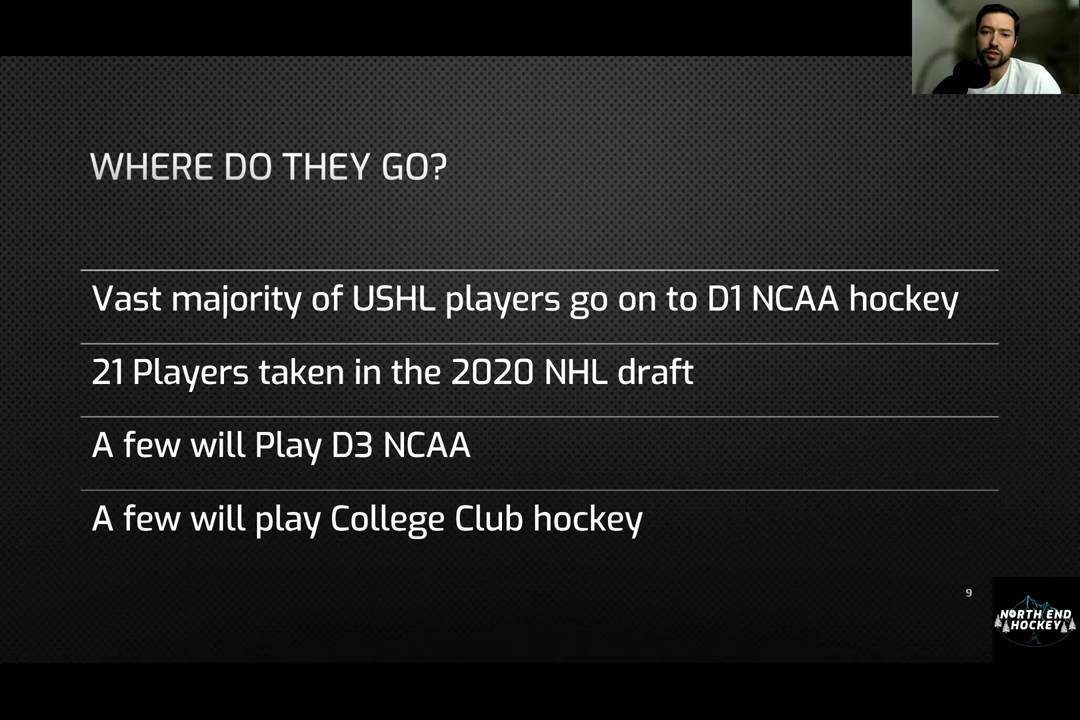 WHERE DO THEY GO?
Vast majority of USHL players go on to D1 NCAA hockey
21 Players taken in the 2020 NHL draft
A few will Play D3 NCAA
A few will play College Club hockey
9
NORTH END
HOCKEY